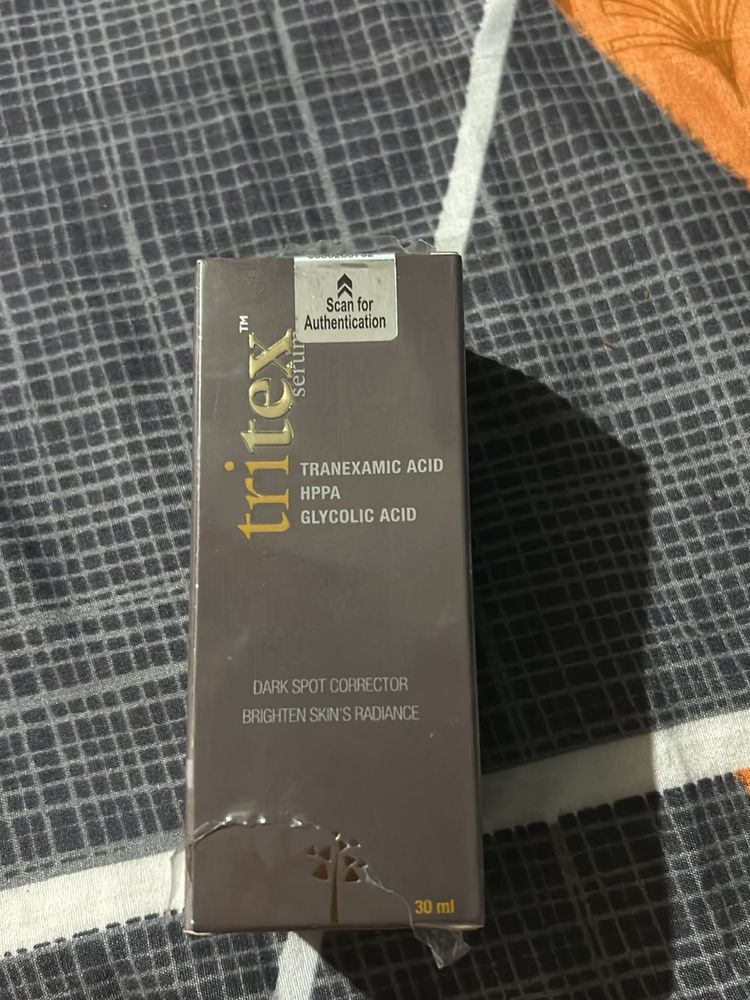 Scan for
Authentication
tritex™
serum
TRANEXAMIC ACID
HPPA
GLYCOLIC ACID
DARK SPOT CORRECTOR
BRIGHTEN SKIN'S RADIANCE
30 ml